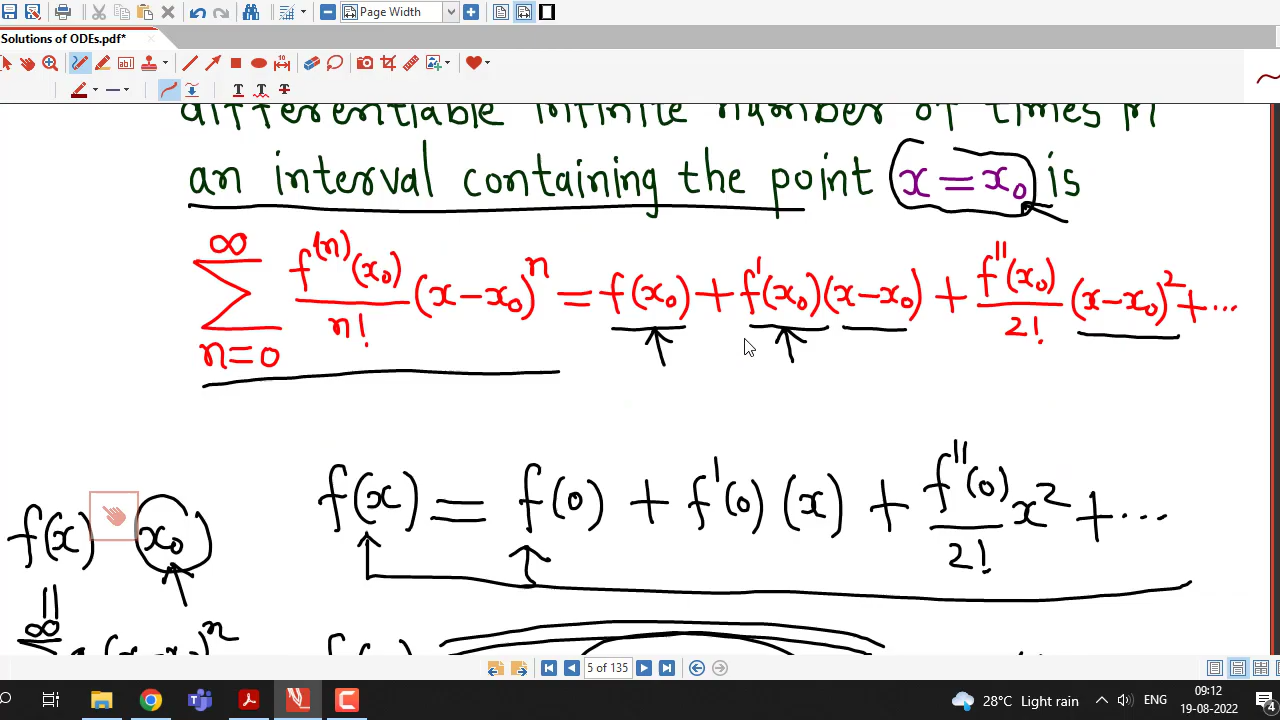 Page Width
Solutions of ODEs.pdf*
differentiable infinite number of times in
an interval containing the point x = x₀ is
∑_{n=0}^{∞} f⁽ⁿ⁾(x₀)/n! (x−x₀)ⁿ = f(x₀) + f'(x₀)(x−x₀) + f''(x₀)/2! (x−x₀)² + ...
f(x) = f(0) + f'(0)(x) + f''(0)/2! x² + ...
f(x) x₀
=
∞
(x−x₀)ⁿ
5 of 135
28°C Light rain
ENG
09:12
19-08-2022
4